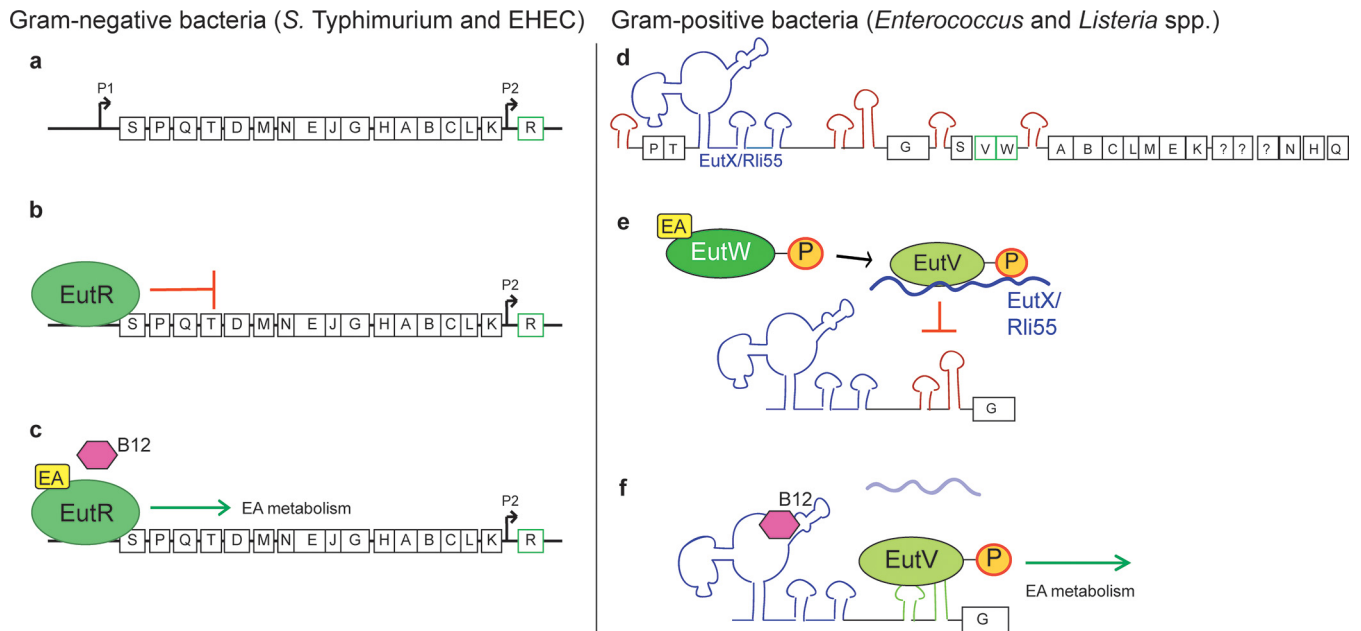 Gram-negative bacteria (S. Typhimurium and EHEC)
Gram-positive bacteria (Enterococcus and Listeria spp.)
a
P1
P2
S P Q T D M N E J G H A B C L K R
b
EutR
P2
S P Q T D M N E J G H A B C L K R
c
B12
EA
EutR
EA metabolism
P2
S P Q T D M N E J G H A B C L K R
d
P T
EutX/Rli55
G S V W A B C L M E K ? ? ? N H Q
e
EA
EutW
P
EutV
P
EutX/
Rli55
G
f
B12
EutV
P
EA metabolism
G